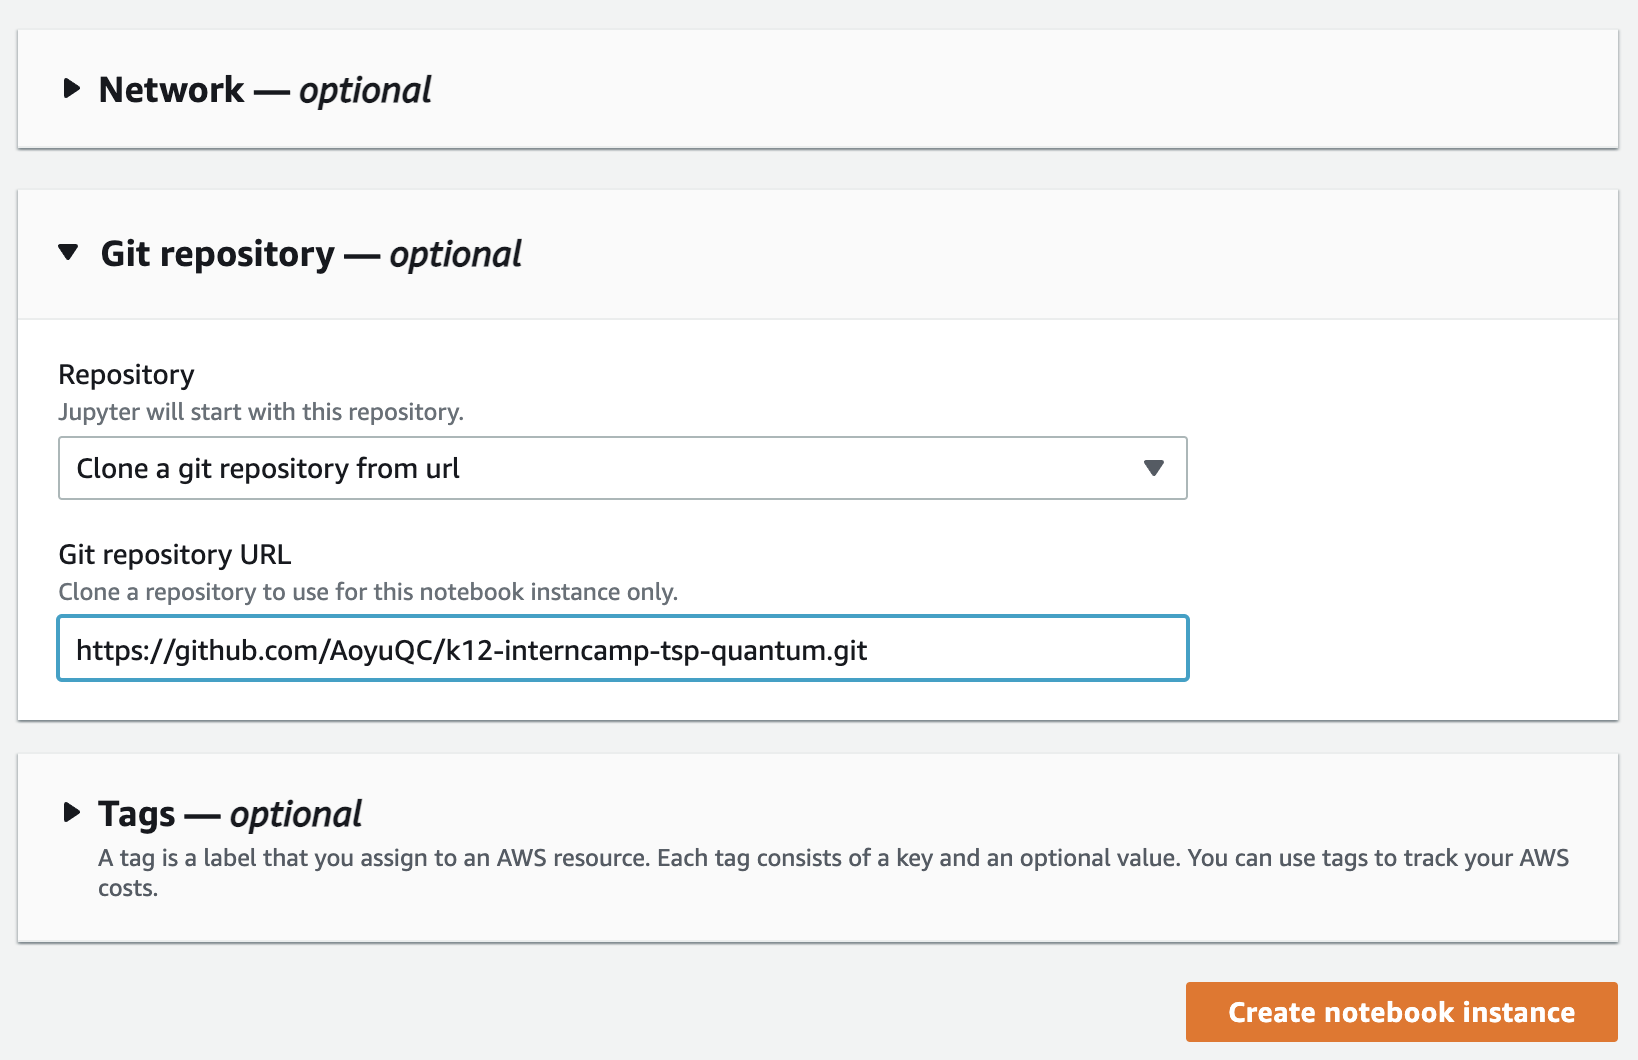 Network — optional
Git repository — optional
Repository
Jupyter will start with this repository.
Clone a git repository from url
Git repository URL
Clone a repository to use for this notebook instance only.
https://github.com/AoyuQC/k12-interncamp-tsp-quantum.git
Tags — optional
A tag is a label that you assign to an AWS resource. Each tag consists of a key and an optional value. You can use tags to track your AWS
costs.
Create notebook instance